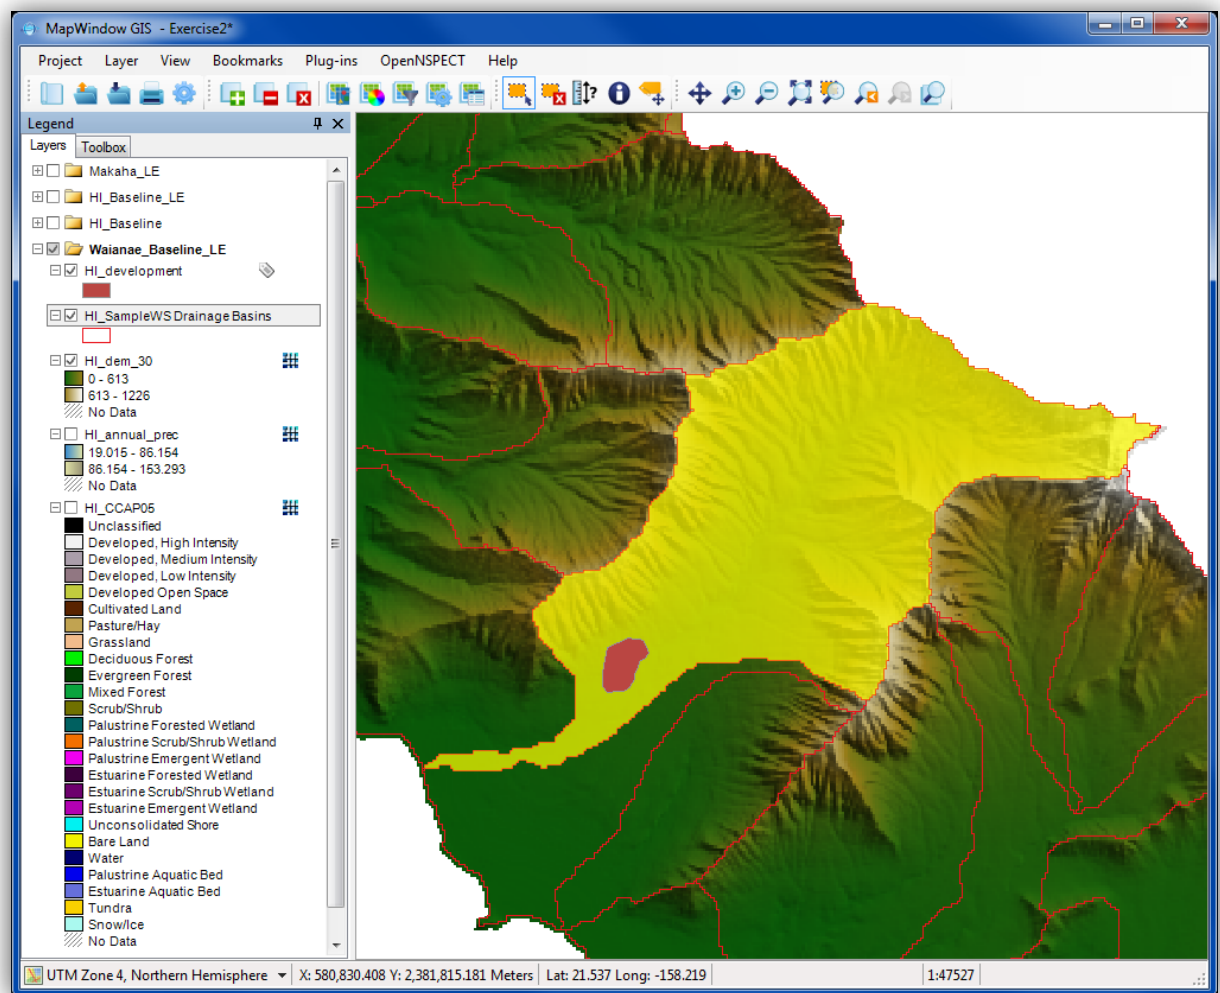 MapWindow GIS - Exercise2*
Project Layer View Bookmarks Plug-ins OpenNSPECT Help
Legend
Layers Toolbox
Makaha_LE
HI_Baseline_LE
HI_Baseline
Waianae_Baseline_LE
HI_development
HI_SampleWS Drainage Basins
HI_dem_30
0 - 613
613 - 1226
No Data
HI_annual_prec
19.015 - 86.154
86.154 - 153.293
No Data
HI_CCAP05
Unclassified
Developed, High Intensity
Developed, Medium Intensity
Developed, Low Intensity
Developed Open Space
Cultivated Land
Pasture/Hay
Grassland
Deciduous Forest
Evergreen Forest
Mixed Forest
Scrub/Shrub
Palustrine Forested Wetland
Palustrine Scrub/Shrub Wetland
Palustrine Emergent Wetland
Estuarine Forested Wetland
Estuarine Scrub/Shrub Wetland
Estuarine Emergent Wetland
Unconsolidated Shore
Bare Land
Water
Palustrine Aquatic Bed
Estuarine Aquatic Bed
Tundra
Snow/Ice
No Data
UTM Zone 4, Northern Hemisphere X: 580,830.408 Y: 2,381,815.181 Meters Lat: 21.537 Long: -158.219 1:47527